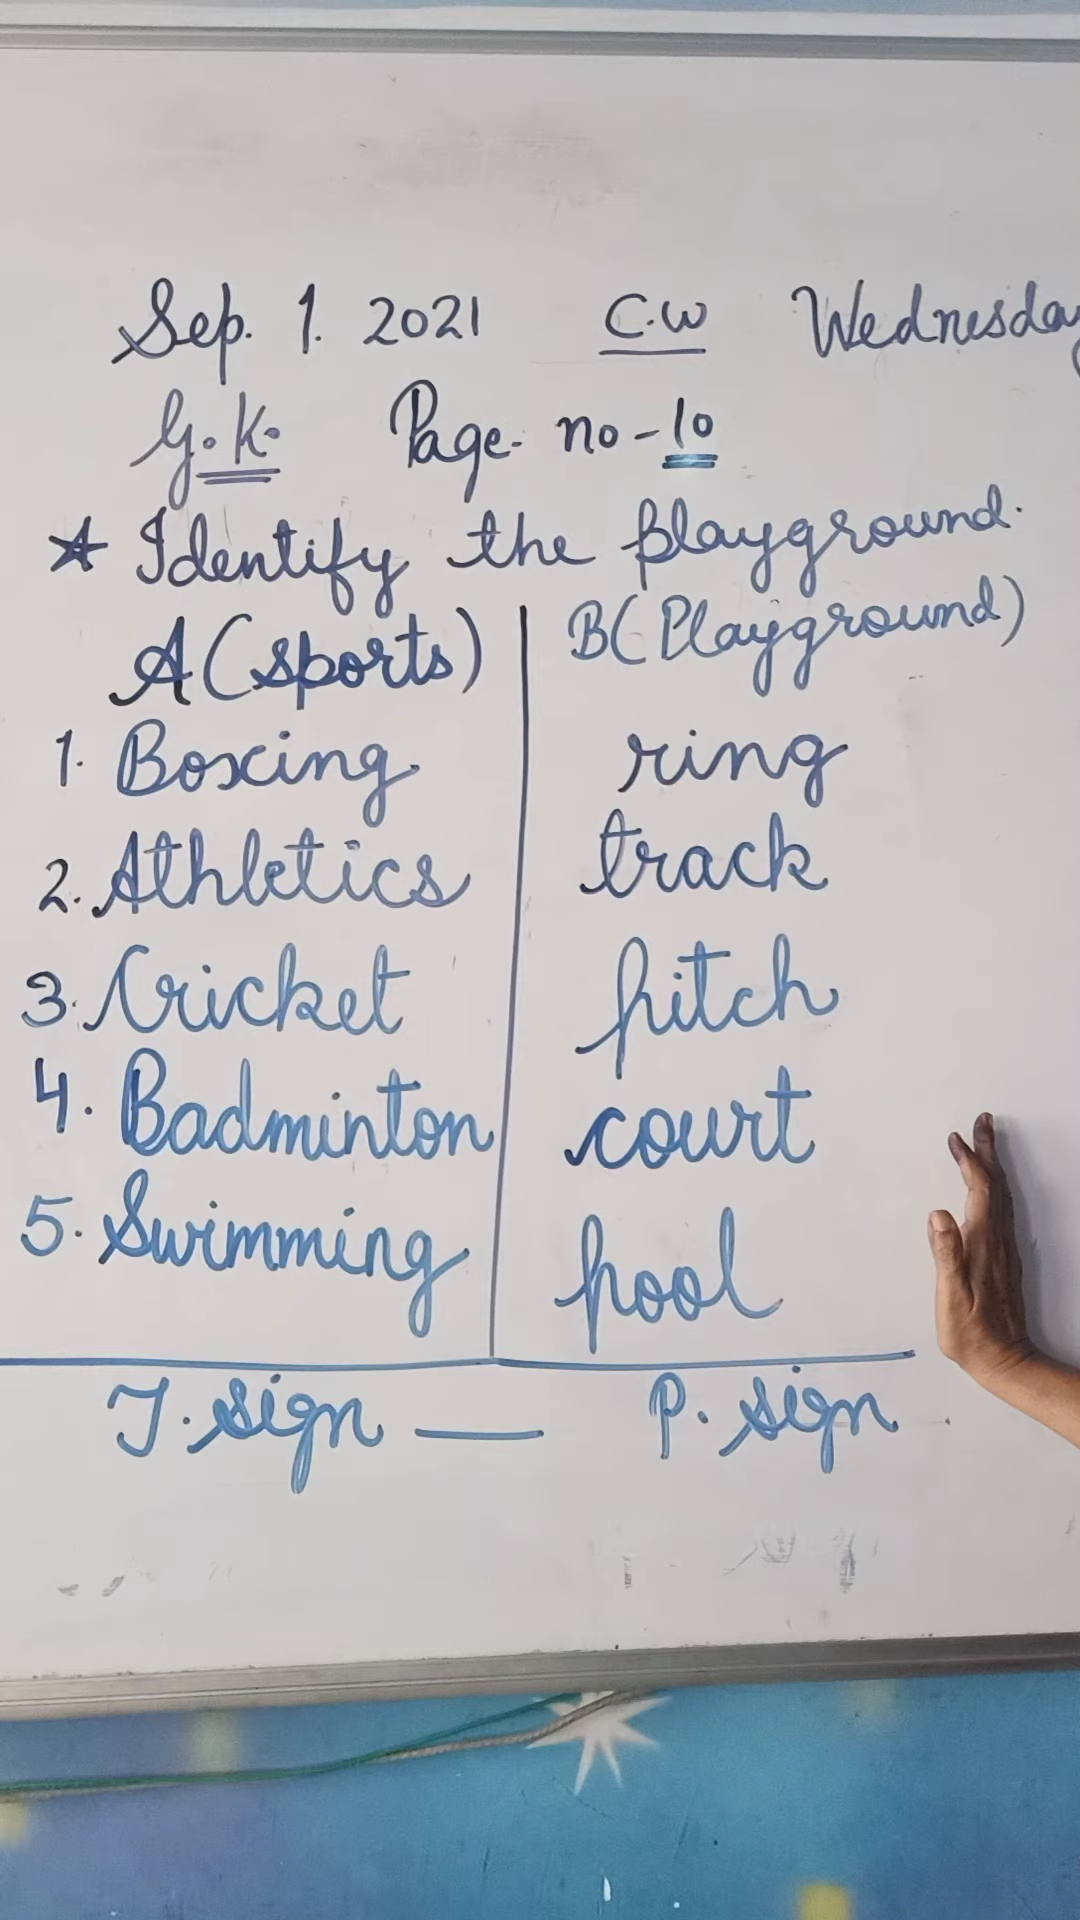 Sep. 1. 2021 C.W Wednesday
G.K. Page no - 10
★ Identify the playground.
A (sports) B (Playground)
1. Boxing ring
2. Athletics track
3. Cricket pitch
4. Badminton court
5. Swimming pool
T. sign __ P. sign